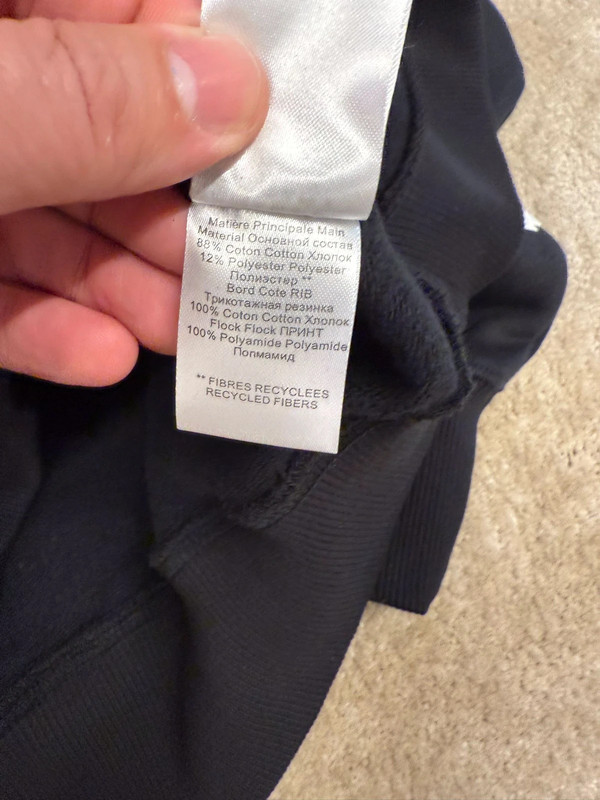 Matière Principale Main
Material Основной состав
88% Coton Cotton Хлопок
12% Polyester Polyester
Полиэстер **
Bord Cote RIB
Трикотажная резинка
100% Coton Cotton Хлопок
Flock Flock ПРИНТ
100% Polyamide Polyamide
Попмамид
** FIBRES RECYCLEES
RECYCLED FIBERS